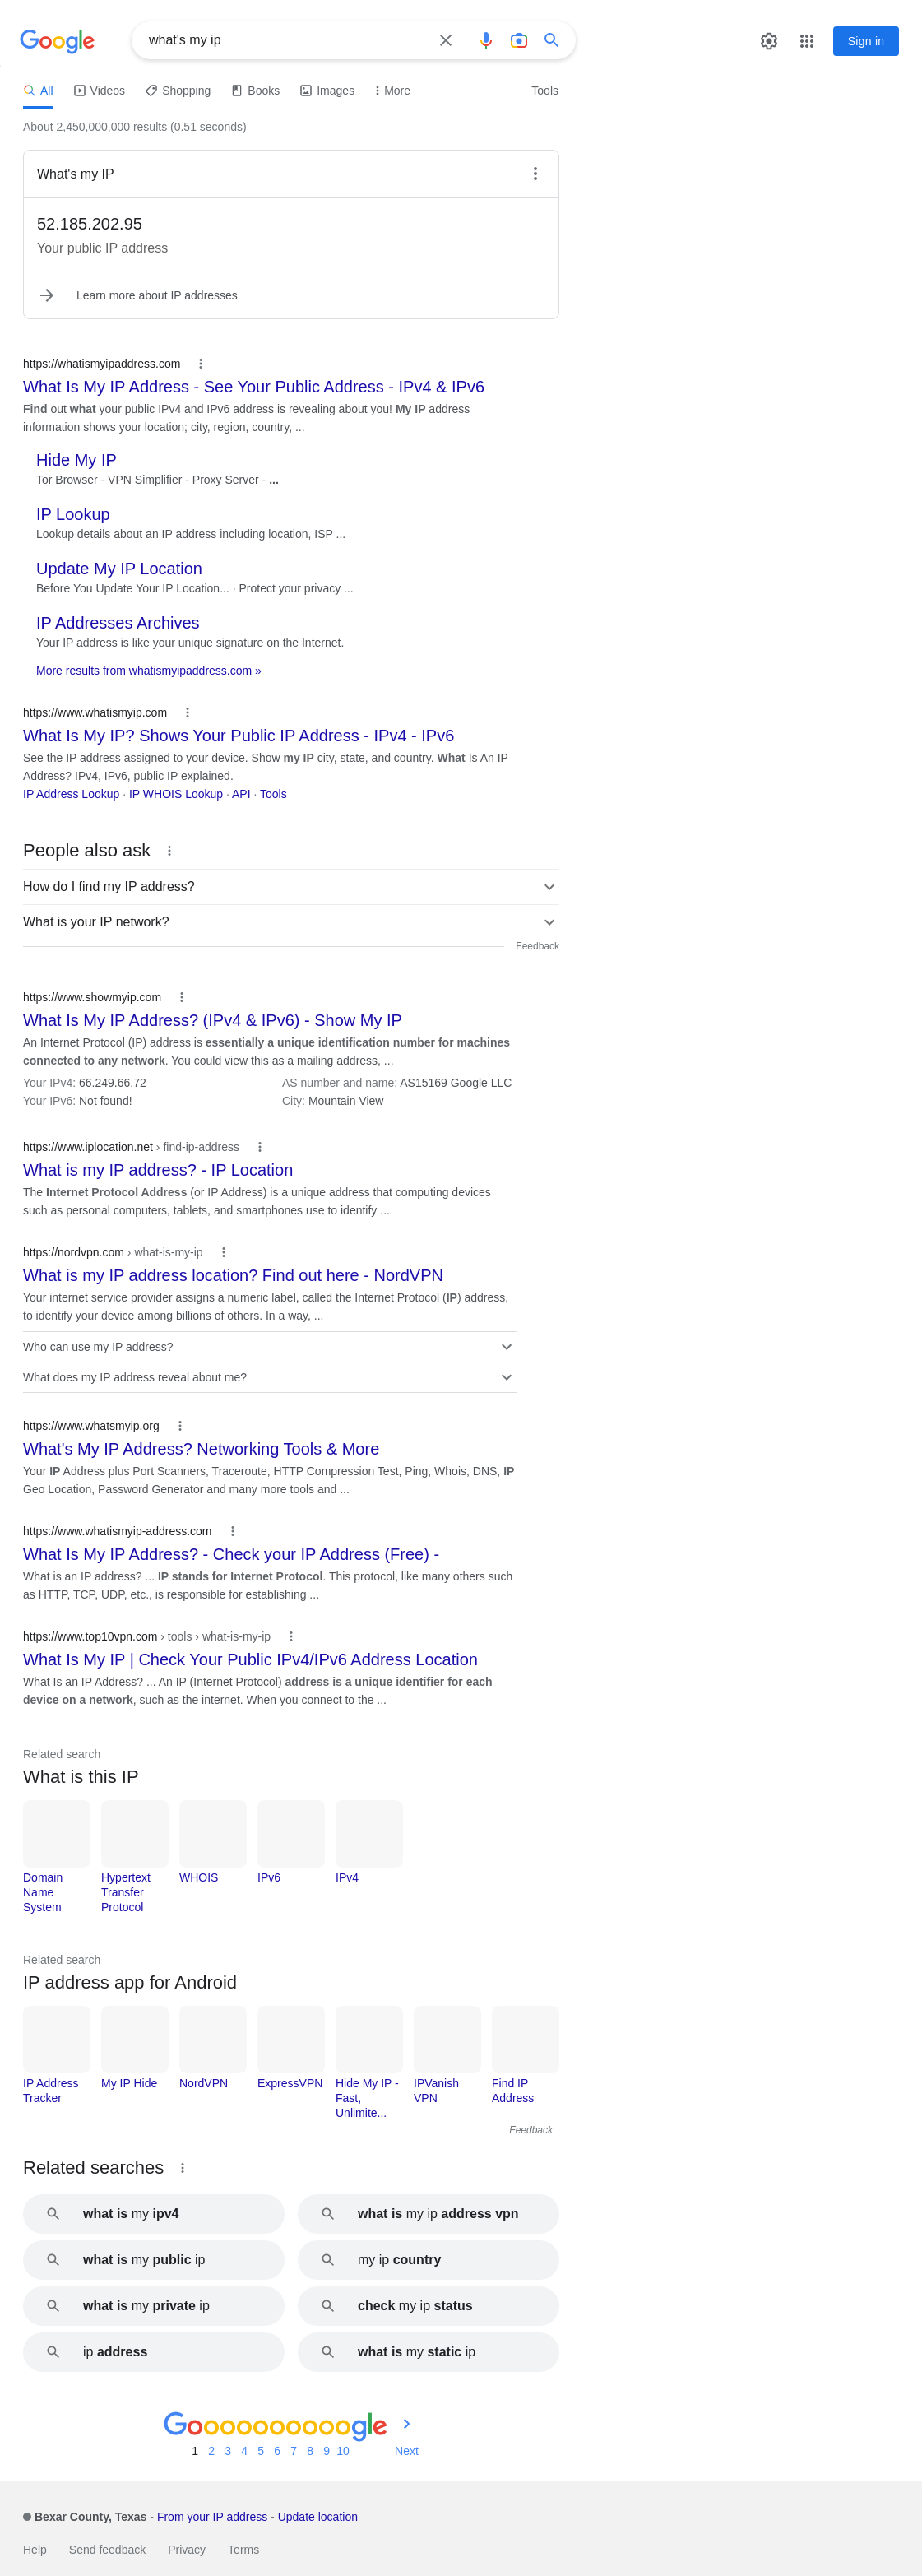 Google
what's my ip
Sign in
All
Videos
Shopping
Books
Images
More
Tools
About 2,450,000,000 results (0.51 seconds)
What's my IP
52.185.202.95
Your public IP address
Learn more about IP addresses
https://whatismyipaddress.com
What Is My IP Address - See Your Public Address - IPv4 & IPv6
Find out what your public IPv4 and IPv6 address is revealing about you! My IP address
information shows your location; city, region, country, ...
Hide My IP
Tor Browser - VPN Simplifier - Proxy Server - ...
IP Lookup
Lookup details about an IP address including location, ISP ...
Update My IP Location
Before You Update Your IP Location... · Protect your privacy ...
IP Addresses Archives
Your IP address is like your unique signature on the Internet.
More results from whatismyipaddress.com »
https://www.whatismyip.com
What Is My IP? Shows Your Public IP Address - IPv4 - IPv6
See the IP address assigned to your device. Show my IP city, state, and country. What Is An IP
Address? IPv4, IPv6, public IP explained.
IP Address Lookup · IP WHOIS Lookup · API · Tools
People also ask
How do I find my IP address?
What is your IP network?
Feedback
https://www.showmyip.com
What Is My IP Address? (IPv4 & IPv6) - Show My IP
An Internet Protocol (IP) address is essentially a unique identification number for machines
connected to any network. You could view this as a mailing address, ...
Your IPv4: 66.249.66.72
AS number and name: AS15169 Google LLC
Your IPv6: Not found!
City: Mountain View
https://www.iplocation.net › find-ip-address
What is my IP address? - IP Location
The Internet Protocol Address (or IP Address) is a unique address that computing devices
such as personal computers, tablets, and smartphones use to identify ...
https://nordvpn.com › what-is-my-ip
What is my IP address location? Find out here - NordVPN
Your internet service provider assigns a numeric label, called the Internet Protocol (IP) address,
to identify your device among billions of others. In a way, ...
Who can use my IP address?
What does my IP address reveal about me?
https://www.whatsmyip.org
What's My IP Address? Networking Tools & More
Your IP Address plus Port Scanners, Traceroute, HTTP Compression Test, Ping, Whois, DNS, IP
Geo Location, Password Generator and many more tools and ...
https://www.whatismyip-address.com
What Is My IP Address? - Check your IP Address (Free) -
What is an IP address? ... IP stands for Internet Protocol. This protocol, like many others such
as HTTP, TCP, UDP, etc., is responsible for establishing ...
https://www.top10vpn.com › tools › what-is-my-ip
What Is My IP | Check Your Public IPv4/IPv6 Address Location
What Is an IP Address? ... An IP (Internet Protocol) address is a unique identifier for each
device on a network, such as the internet. When you connect to the ...
Related search
What is this IP
Domain
Name
System
Hypertext
Transfer
Protocol
WHOIS
IPv6
IPv4
Related search
IP address app for Android
IP Address
Tracker
My IP Hide
NordVPN
ExpressVPN
Hide My IP -
Fast,
Unlimite...
IPVanish
VPN
Find IP
Address
Feedback
Related searches
what is my ipv4
what is my ip address vpn
what is my public ip
my ip country
what is my private ip
check my ip status
ip address
what is my static ip
Goooooooooogle
1 2 3 4 5 6 7 8 9 10 Next
Bexar County, Texas - From your IP address - Update location
Help
Send feedback
Privacy
Terms